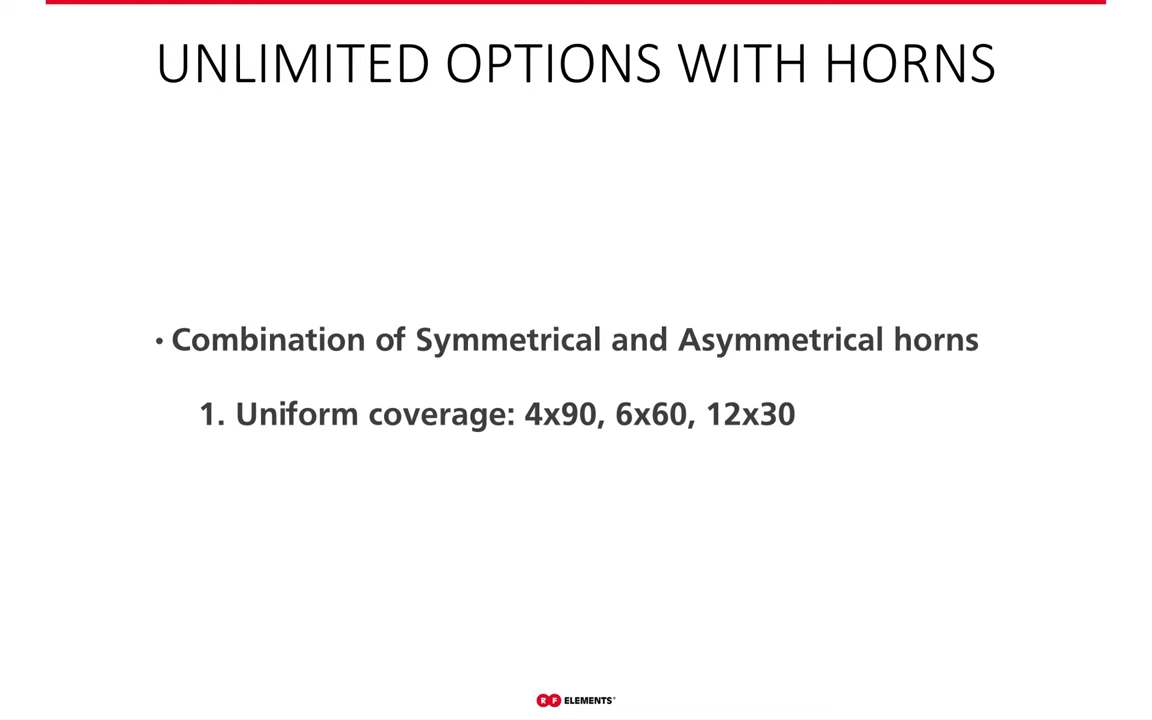 UNLIMITED OPTIONS WITH HORNS
• Combination of Symmetrical and Asymmetrical horns
1. Uniform coverage: 4x90, 6x60, 12x30
RF ELEMENTS®